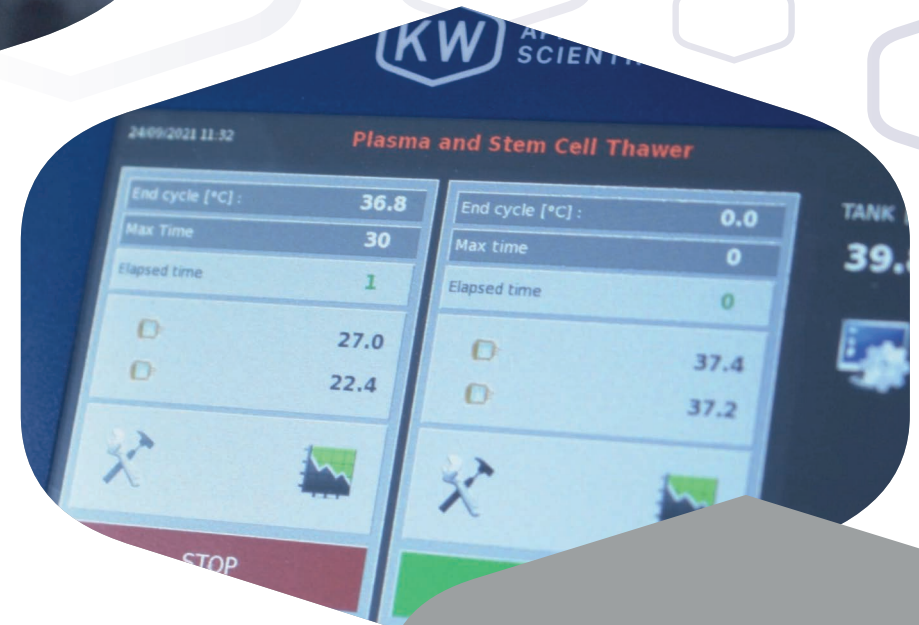 KW
SCIENTI
24/09/2021 11:32
Plasma and Stem Cell Thawer
End cycle [°C] :
36.8
Max Time
30
Elapsed time
1
27.0
22.4
STOP
End cycle [°C] :
0.0
Max time
0
Elapsed time
0
37.4
37.2
TANK
39.